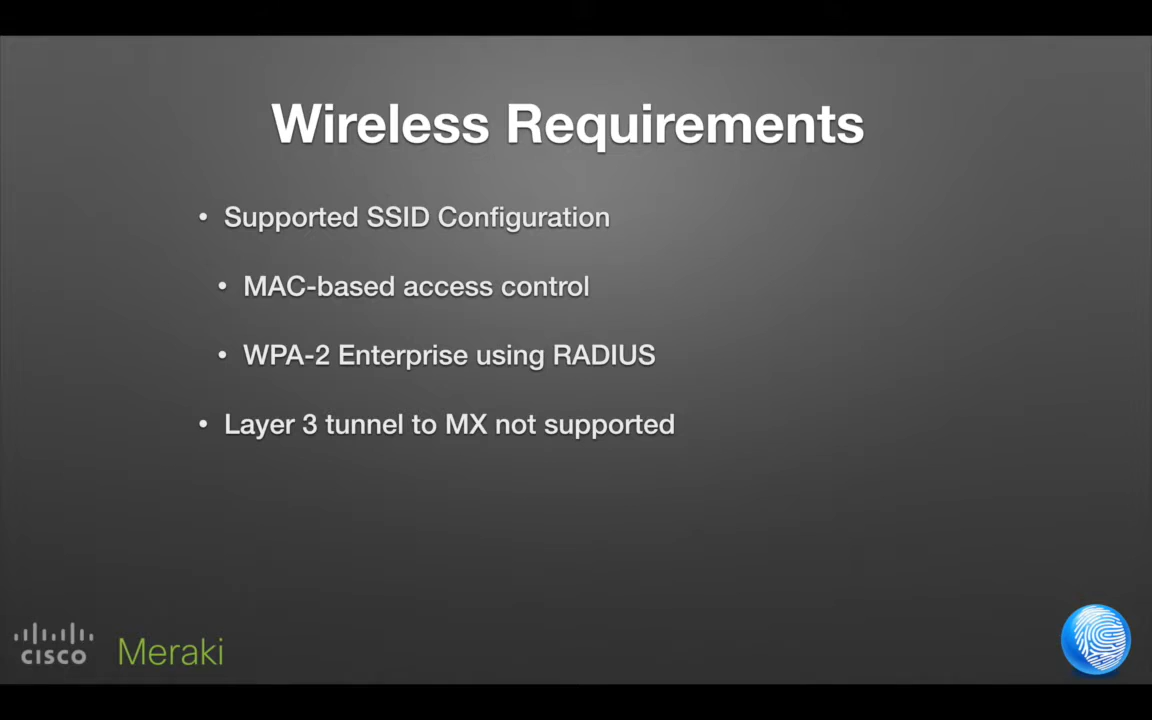 Wireless Requirements
• Supported SSID Configuration
• MAC-based access control
• WPA-2 Enterprise using RADIUS
• Layer 3 tunnel to MX not supported
CISCO Meraki